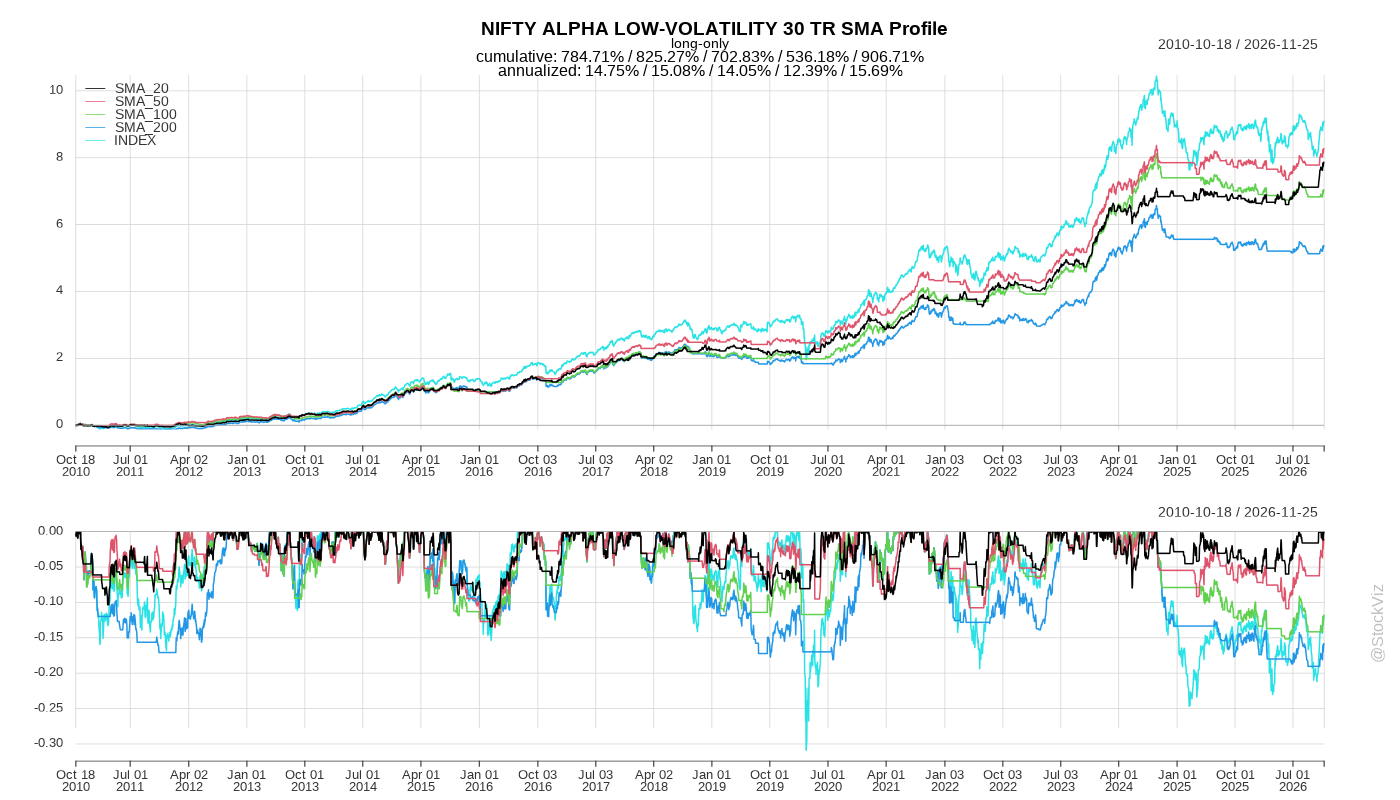 NIFTY ALPHA LOW-VOLATILITY 30 TR SMA Profile
long-only
cumulative: 784.71% / 825.27% / 702.83% / 536.18% / 906.71%
annualized: 14.75% / 15.08% / 14.05% / 12.39% / 15.69%
2010-10-18 / 2026-11-25
SMA_20
SMA_50
SMA_100
SMA_200
INDEX
10
8
6
4
2
0
Oct 18 Jul 01 Apr 02 Jan 01 Oct 01 Jul 01 Apr 01 Jan 01 Oct 03 Jul 03 Apr 02 Jan 01 Oct 01 Jul 01 Apr 01 Jan 03 Oct 03 Jul 03 Apr 01 Jan 01 Oct 01 Jul 01
2010 2011 2012 2013 2013 2014 2015 2016 2016 2017 2018 2019 2019 2020 2021 2022 2022 2023 2024 2025 2025 2026
2010-10-18 / 2026-11-25
0.00
-0.05
-0.10
-0.15
-0.20
-0.25
-0.30
Oct 18 Jul 01 Apr 02 Jan 01 Oct 01 Jul 01 Apr 01 Jan 01 Oct 03 Jul 03 Apr 02 Jan 01 Oct 01 Jul 01 Apr 01 Jan 03 Oct 03 Jul 03 Apr 01 Jan 01 Oct 01 Jul 01
2010 2011 2012 2013 2013 2014 2015 2016 2016 2017 2018 2019 2019 2020 2021 2022 2022 2023 2024 2025 2025 2026
@StockViz